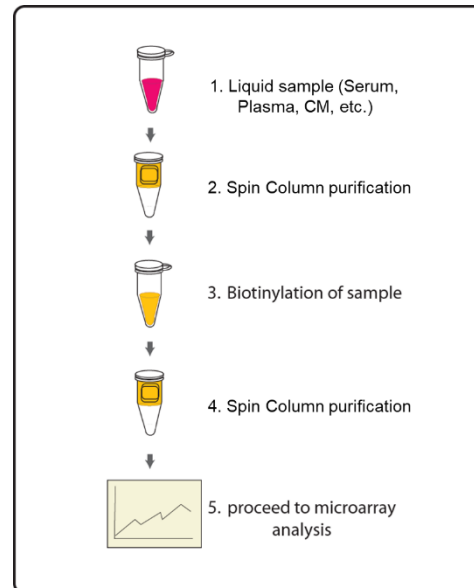 1. Liquid sample (Serum,
Plasma, CM, etc.)
2. Spin Column purification
3. Biotinylation of sample
4. Spin Column purification
5. proceed to microarray
analysis